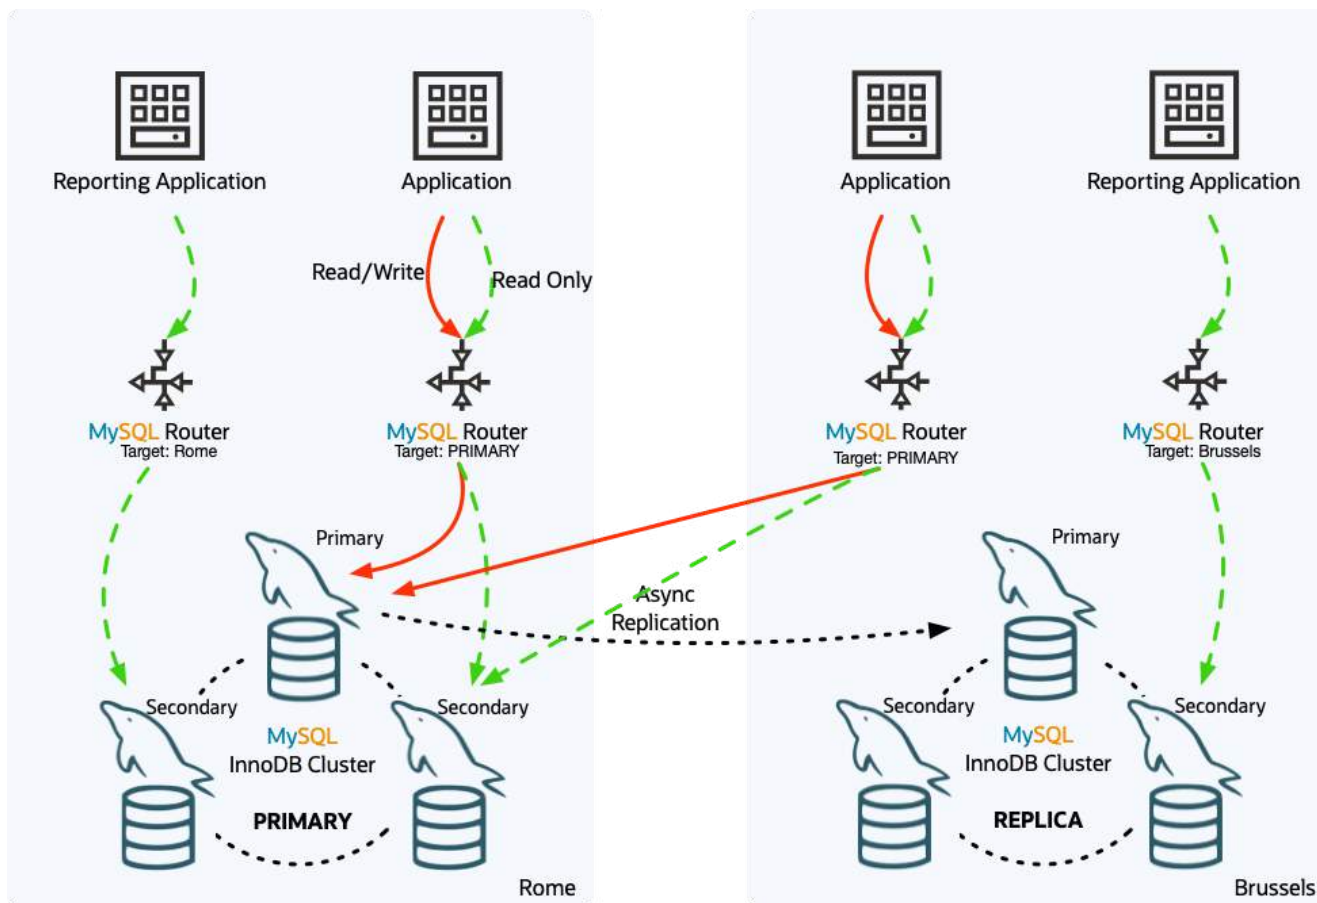 Reporting Application
Application
Application
Reporting Application
Read/Write
Read Only
MySQL Router
Target: Rome
MySQL Router
Target: PRIMARY
MySQL Router
Target: PRIMARY
MySQL Router
Target: Brussels
Primary
Primary
Async
Replication
Secondary
Secondary
Secondary
Secondary
MySQL
InnoDB Cluster
PRIMARY
MySQL
InnoDB Cluster
REPLICA
Rome
Brussels